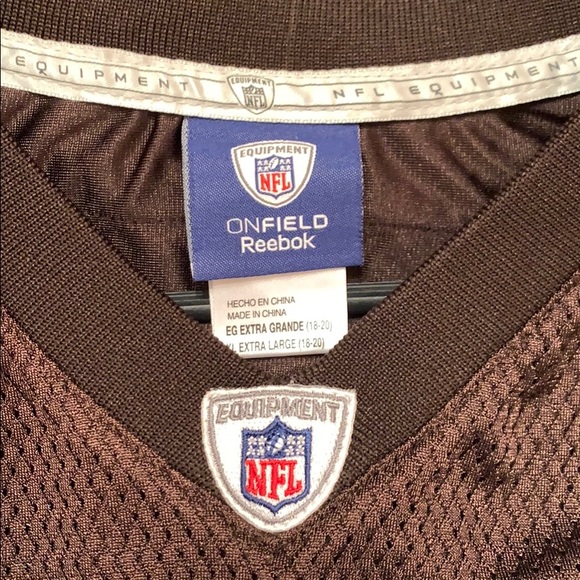 EQUIPMENT
EQUIPMENT
NFL
NFL EQUIPMENT
EQUIPMENT
NFL
ONFIELD
Reebok
HECHO EN CHINA
MADE IN CHINA
EG EXTRA GRANDE (18-20)
XL EXTRA LARGE (18-20)
EQUIPMENT
NFL